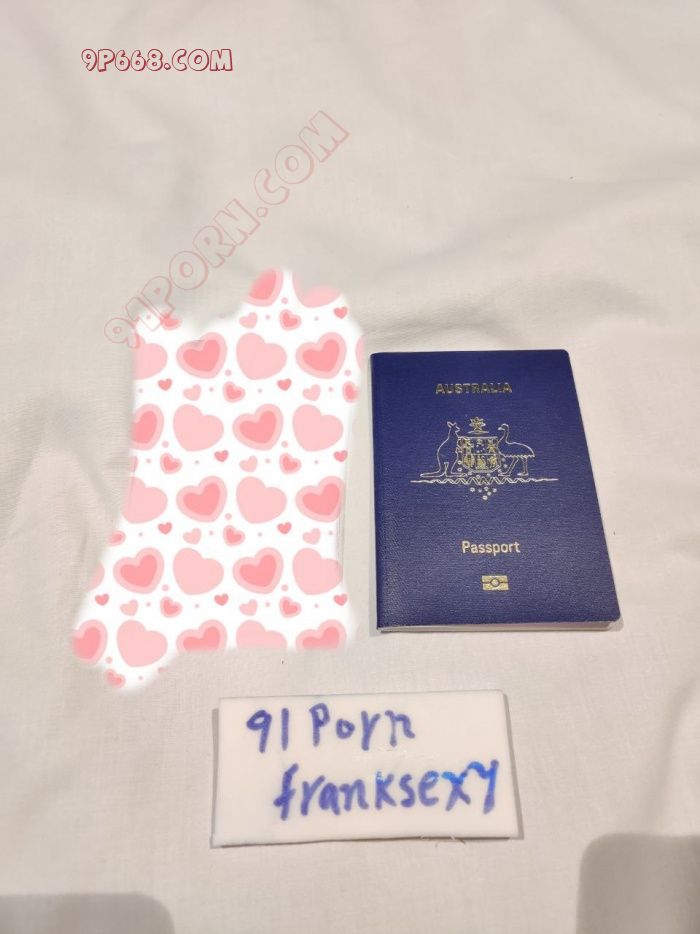 9P668.COM
91PORN.COM
AUSTRALIA
Passport
91 Porn
franksexy